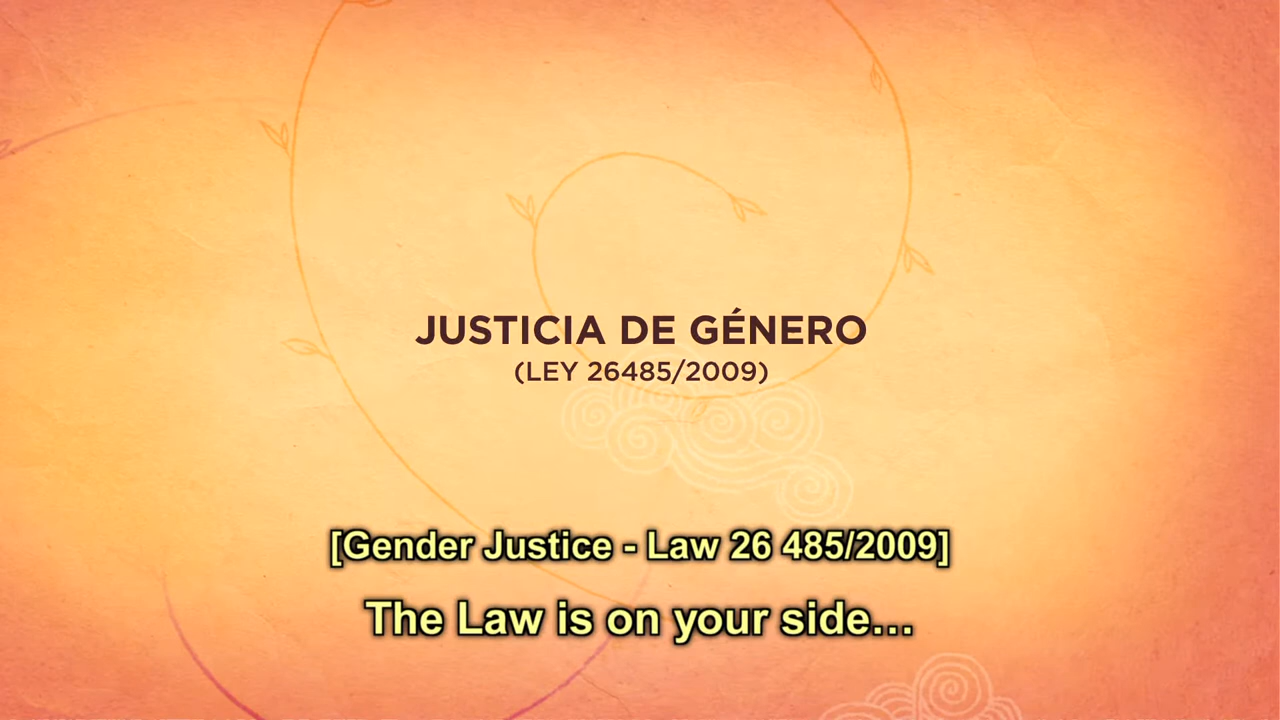 JUSTICIA DE GÉNERO
(LEY 26485/2009)
[Gender Justice - Law 26 485/2009]
The Law is on your side...